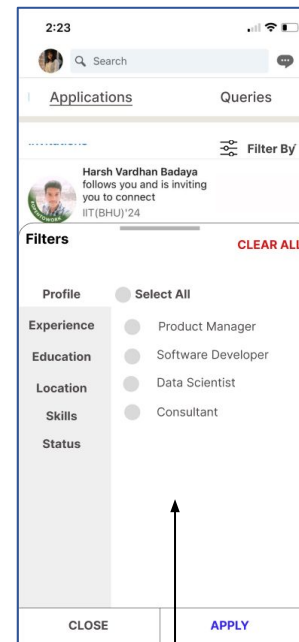 2:23
Search
Applications
Queries
Filter By
Harsh Vardhan Badaya
follows you and is inviting
you to connect
IIT(BHU)'24
#OPENTOWORK
Filters
CLEAR ALL
Profile
Select All
Experience
Product Manager
Education
Software Developer
Location
Data Scientist
Skills
Consultant
Status
CLOSE
APPLY